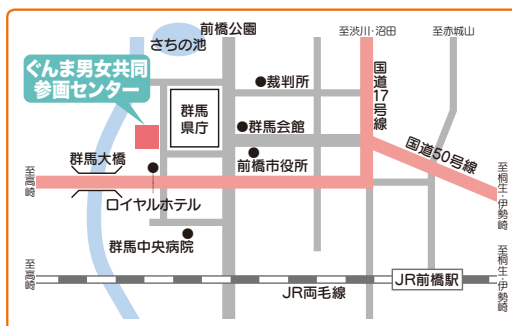 前橋公園
さちの池
至渋川・沼田
至赤城山
ぐんま男女共同
参画センター
群馬
県庁
●裁判所
国道17号線
●群馬会館
国道50号線
群馬大橋
前橋市役所
至高崎
至桐生・伊勢崎
ロイヤルホテル
群馬中央病院
至高崎
JR両毛線
JR前橋駅
至桐生・伊勢崎